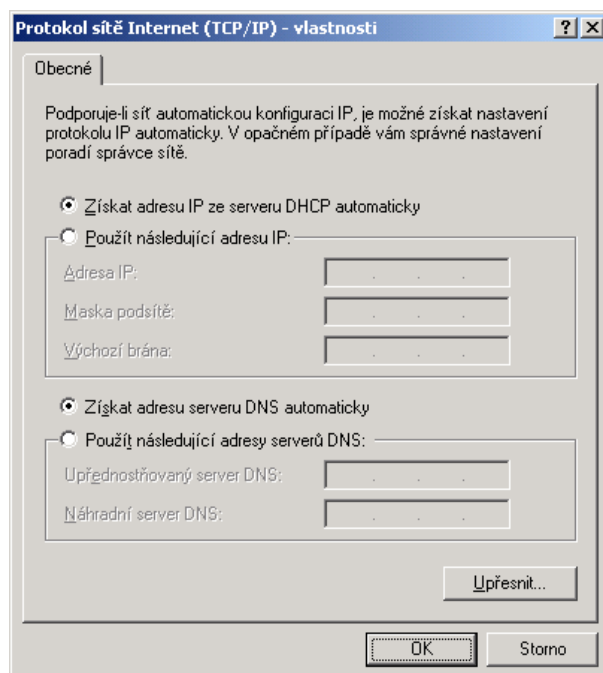 Protokol sítě Internet (TCP/IP) - vlastnosti
Obecné
Podporuje-li síť automatickou konfiguraci IP, je možné získat nastavení
protokolu IP automaticky. V opačném případě vám správné nastavení
poradí správce sítě.
Získat adresu IP ze serveru DHCP automaticky
Použít následující adresu IP:
Adresa IP:
Maska podsítě:
Výchozí brána:
Získat adresu serveru DNS automaticky
Použít následující adresy serverů DNS:
Upřednostňovaný server DNS:
Náhradní server DNS:
Upřesnit...
OK Storno